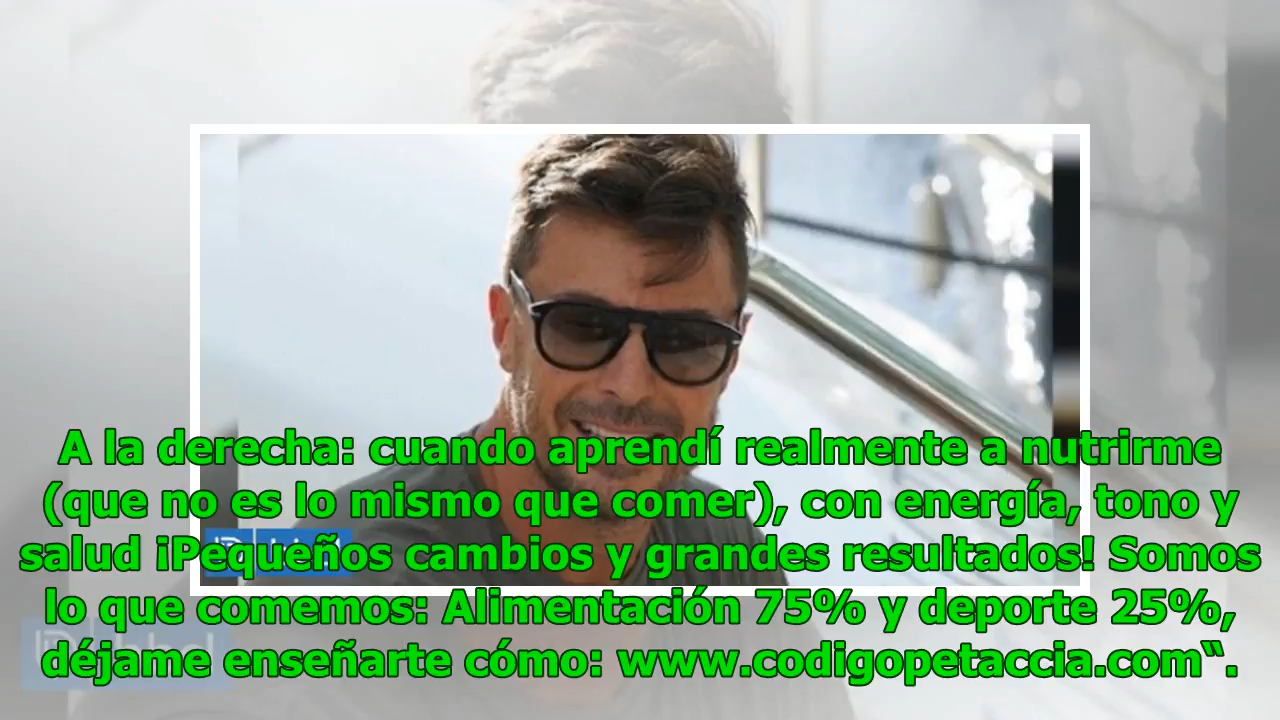 A la derecha: cuando aprendí realmente a nutrirme
(que no es lo mismo que comer), con energía, tono y
salud ¡Pequeños cambios y grandes resultados! Somos
lo que comemos: Alimentación 75% y deporte 25%,
déjame enseñarte cómo: www.codigopetaccia.com“.